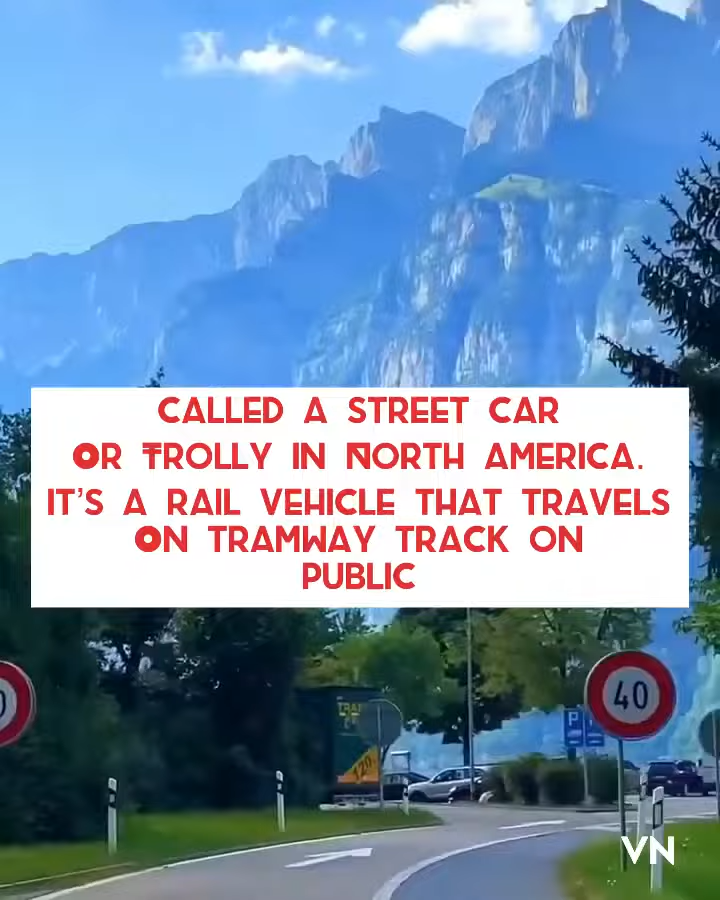 CALLED A STREET CAR
OR TROLLY IN NORTH AMERICA.
IT'S A RAIL VEHICLE THAT TRAVELS
ON TRAMWAY TRACK ON
PUBLIC
40
P
120
VN